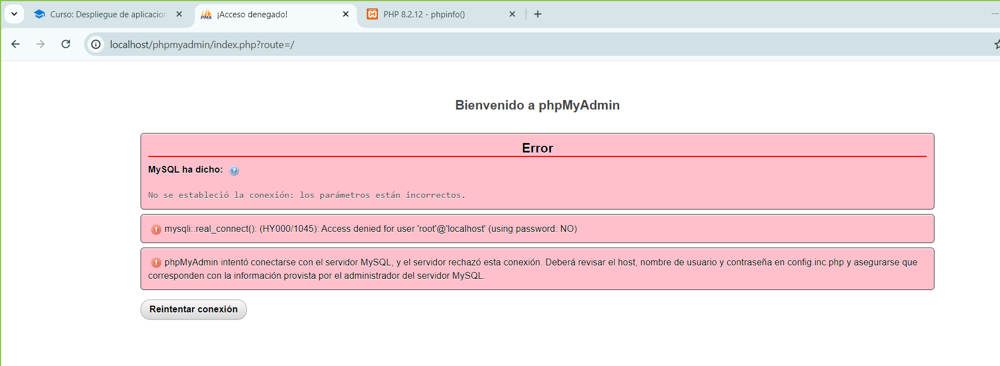 Curso: Despliegue de aplicacion
¡Acceso denegado!
PHP 8.2.12 - phpinfo()
localhost/phpmyadmin/index.php?route=/
Bienvenido a phpMyAdmin
Error
MySQL ha dicho:
No se estableció la conexión: los parámetros están incorrectos.
mysqli::real_connect(): (HY000/1045): Access denied for user 'root'@'localhost' (using password: NO)
phpMyAdmin intentó conectarse con el servidor MySQL, y el servidor rechazó esta conexión. Deberá revisar el host, nombre de usuario y contraseña en config.inc.php y asegurarse que
corresponden con la información provista por el administrador del servidor MySQL.
Reintentar conexión